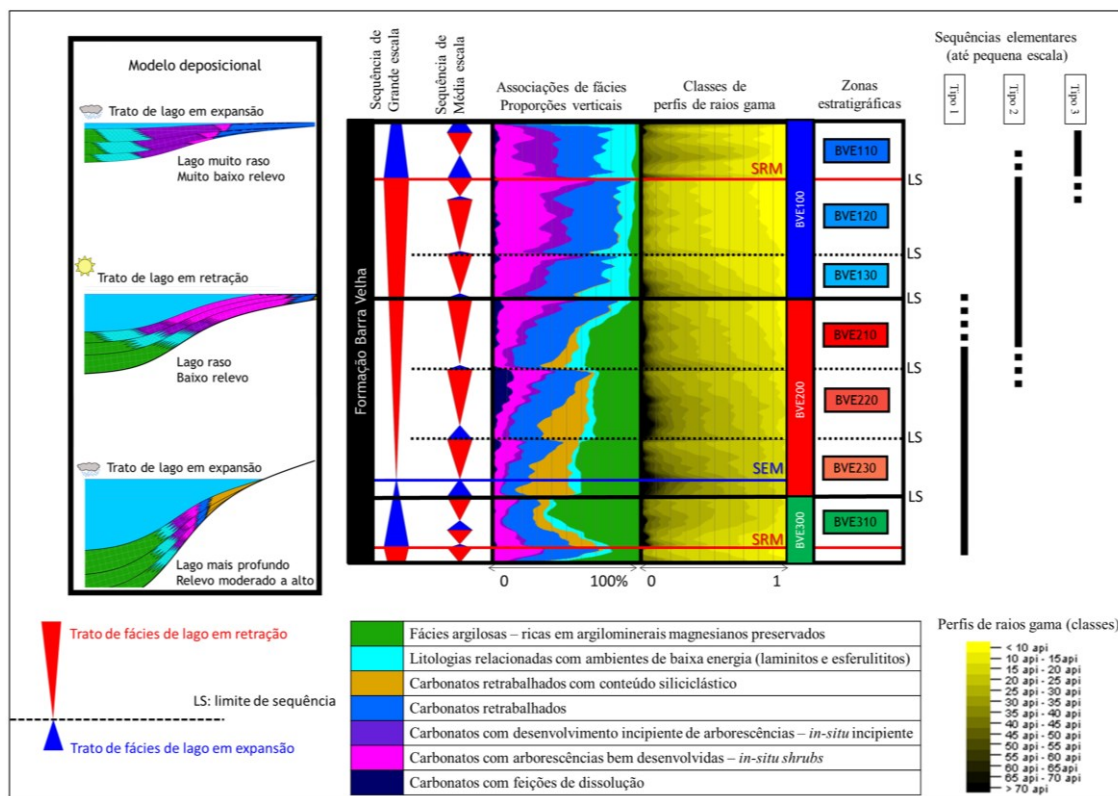 Modelo deposicional
Trato de lago em expansão
Lago muito raso
Muito baixo relevo
Trato de lago em retração
Lago raso
Baixo relevo
Trato de lago em expansão
Lago mais profundo
Relevo moderado a alto
Sequência de
Grande escala
Sequência de
Média escala
Associações de fácies
Proporções verticais
Classes de
perfis de raios gama
Zonas
estratigráficas
Sequências elementares
(até pequena escala)
Tipo 1
Tipo 2
Tipo 3
Formação Barra Velha
SRM
SEM
SRM
BVE100
BVE200
BVE300
BVE110
BVE120
BVE130
BVE210
BVE220
BVE230
BVE310
LS
LS
LS
LS
LS
LS
0 100%
0 1
Trato de fácies de lago em retração
LS: limite de sequência
Trato de fácies de lago em expansão
Fácies argilosas – ricas em argilominerais magnesianos preservados
Litologias relacionadas com ambientes de baixa energia (laminitos e esferulititos)
Carbonatos retrabalhados com conteúdo siliciclástico
Carbonatos retrabalhados
Carbonatos com desenvolvimento incipiente de arborescências – in-situ incipiente
Carbonatos com arborescências bem desenvolvidas – in-situ shrubs
Carbonatos com feições de dissolução
Perfis de raios gama (classes)
< 10 api
10 api - 15api
15 api - 20 api
20 api - 25 api
25 api - 30 api
30 api - 35 api
35 api - 40 api
40 api - 45 api
45 api - 50 api
50 api - 55 api
55 api - 60 api
60 api - 65 api
65 api - 70 api
> 70 api